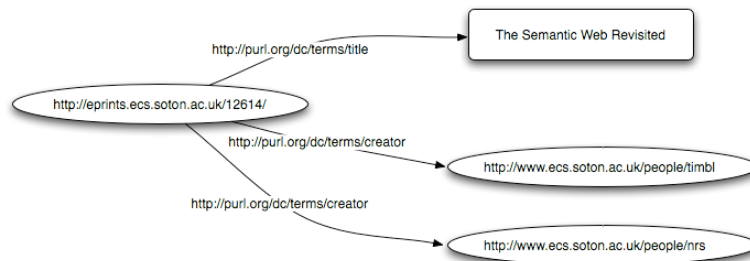 http://purl.org/dc/terms/title
The Semantic Web Revisited
http://eprints.ecs.soton.ac.uk/12614/
http://purl.org/dc/terms/creator
http://www.ecs.soton.ac.uk/people/timbl
http://purl.org/dc/terms/creator
http://www.ecs.soton.ac.uk/people/nrs